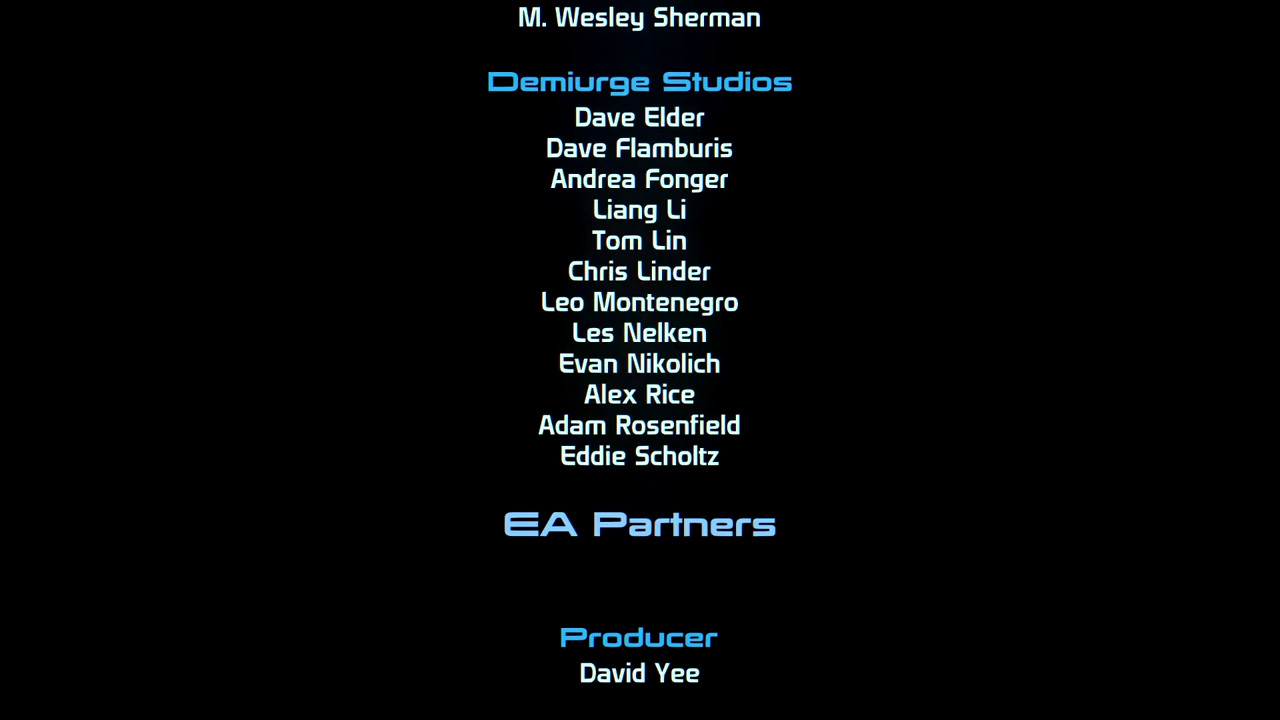 M. Wesley Sherman
Demiurge Studios
Dave Elder
Dave Flamburis
Andrea Fonger
Liang Li
Tom Lin
Chris Linder
Leo Montenegro
Les Nelken
Evan Nikolich
Alex Rice
Adam Rosenfield
Eddie Scholtz
EA Partners
Producer
David Yee